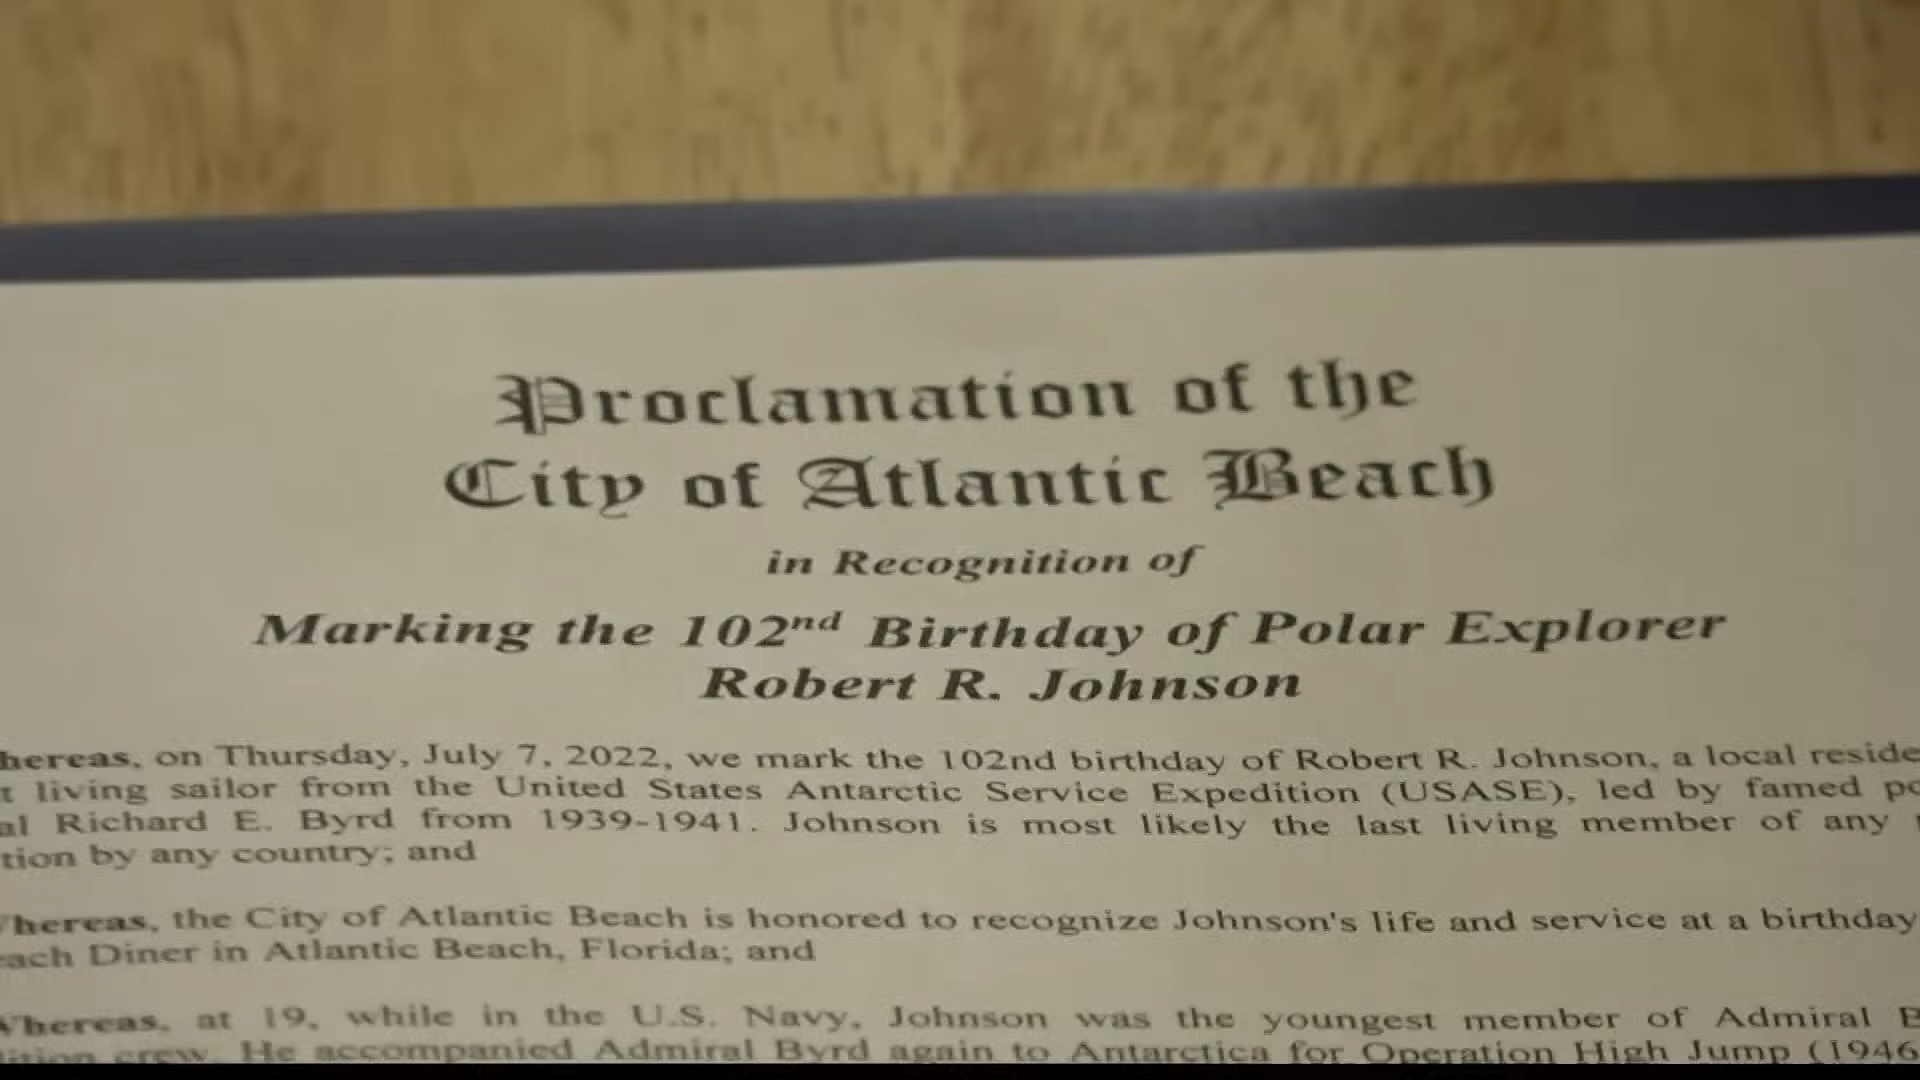 Proclamation of the
City of Atlantic Beach
in Recognition of
Marking the 102nd Birthday of Polar Explorer
Robert R. Johnson
hereas, on Thursday, July 7, 2022, we mark the 102nd birthday of Robert R. Johnson, a local reside
t living sailor from the United States Antarctic Service Expedition (USASE), led by famed po
al Richard E. Byrd from 1939-1941. Johnson is most likely the last living member of any
tion by any country; and
hereas, the City of Atlantic Beach is honored to recognize Johnson's life and service at a birthday
each Diner in Atlantic Beach, Florida; and
Whereas, at 19, while in the U.S. Navy, Johnson was the youngest member of Admiral B
dition crew. He accompanied Admiral Byrd again to Antarctica for Operation High Jump (1946